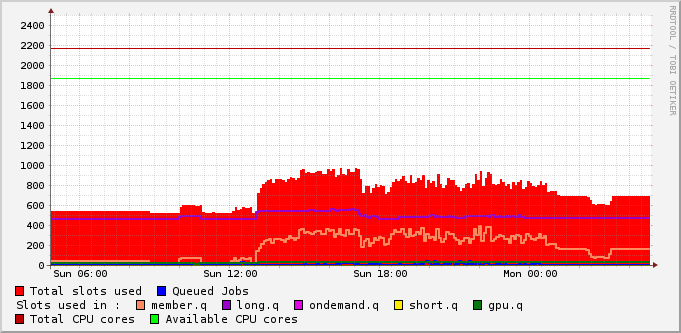 RRDTOOL / TOBI OETIKER
2400
2200
2000
1800
1600
1400
1200
1000
800
600
400
200
0
Sun 06:00 Sun 12:00 Sun 18:00 Mon 00:00
Total slots used Queued Jobs
Slots used in : member.q long.q ondemand.q short.q gpu.q
Total CPU cores Available CPU cores